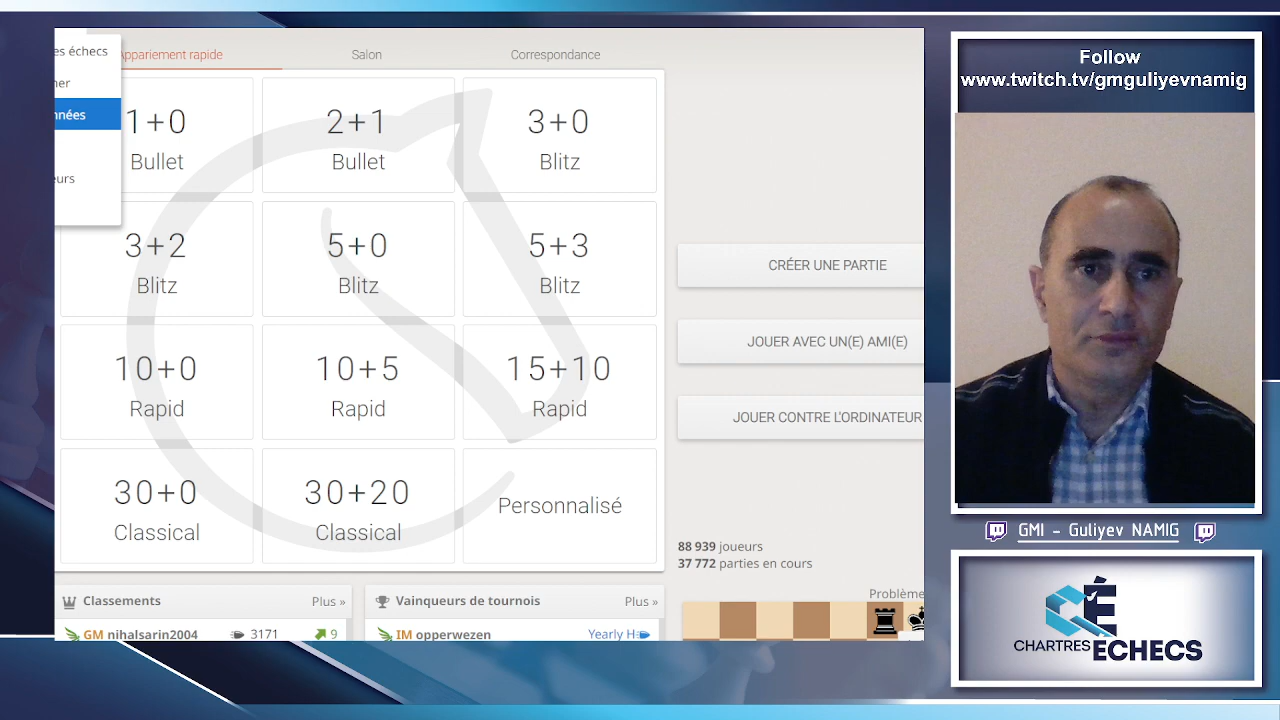 es échecs
ner
nnées
eurs
Appariement rapide
Salon
Correspondance
1+0
Bullet
2+1
Bullet
3+0
Blitz
3+2
Blitz
5+0
Blitz
5+3
Blitz
10+0
Rapid
10+5
Rapid
15+10
Rapid
30+0
Classical
30+20
Classical
Personnalisé
CRÉER UNE PARTIE
JOUER AVEC UN(E) AMI(E)
JOUER CONTRE L'ORDINATEUR
88 939 joueurs
37 772 parties en cours
Classements
Plus »
GM nihalsarin2004 3171 9
Vainqueurs de tournois
Plus »
IM opperwezen Yearly H
Problème
Follow
www.twitch.tv/gmguliyevnamig
GMI - Guliyev NAMIG
CÉ
CHARTRES ECHECS